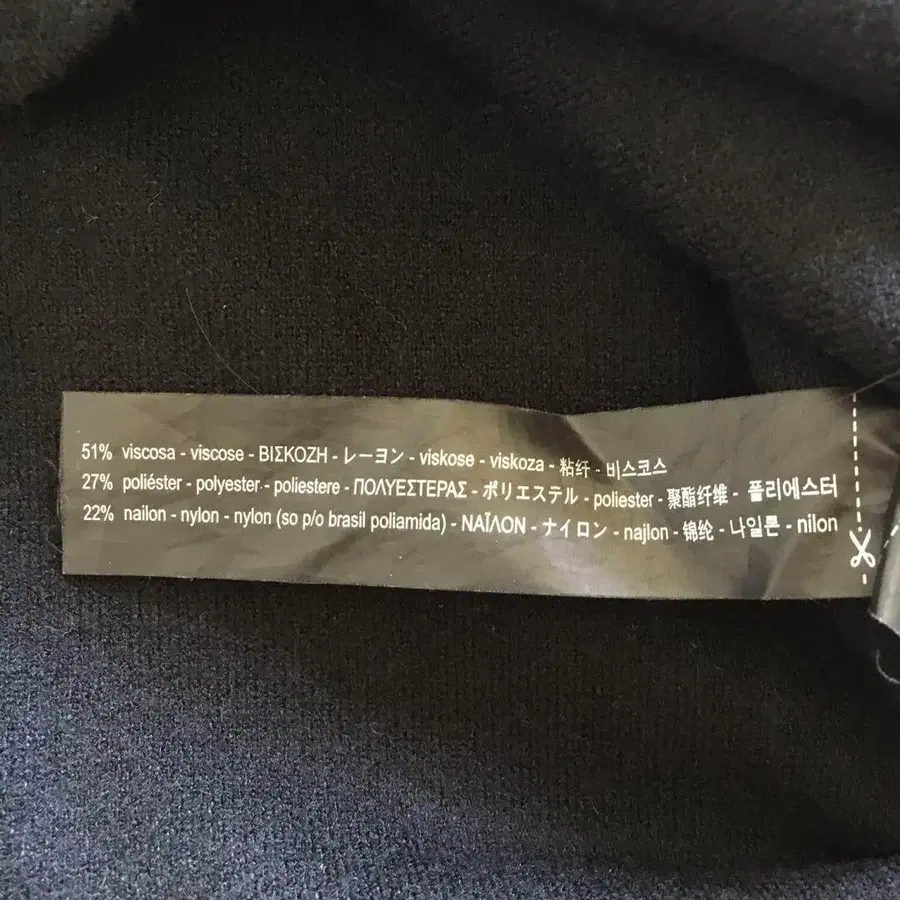 51% viscosa - viscose - ΒΙΣΚΟΖΗ - レーヨン - viskose - viskoza - 粘纤 - 비스코스
27% poliéster - polyester - poliestere - ΠΟΛΥΕΣΤΕΡΑΣ - ポリエステル - poliester - 聚酯纤维 - 폴리에스터
22% nailon - nylon - nylon (so p/o brasil poliamida) - ΝΑΪΛΟΝ - ナイロン - najlon - 锦纶 - 나일론 - nilon